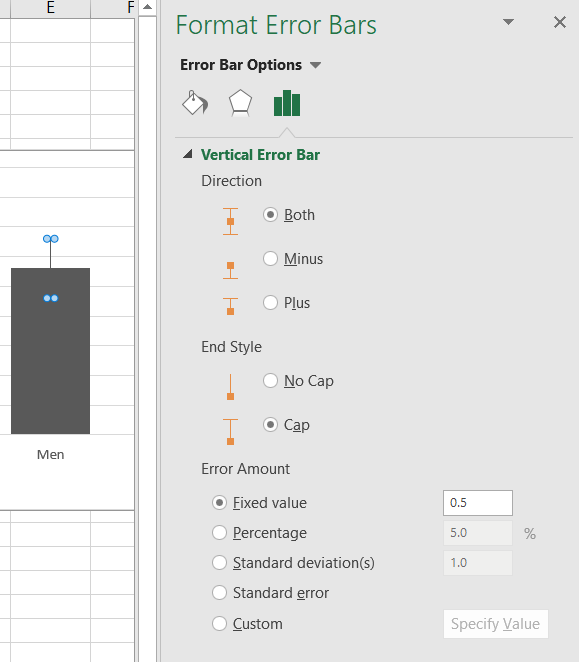 E F
Format Error Bars
Error Bar Options
Vertical Error Bar
Direction
Both
Minus
Plus
End Style
No Cap
Cap
Men
Error Amount
Fixed value 0.5
Percentage 5.0 %
Standard deviation(s) 1.0
Standard error
Custom Specify Value